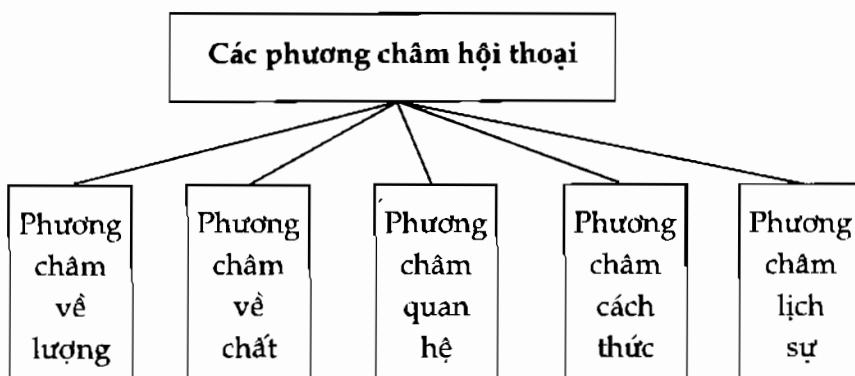 Các phương châm hội thoại
Phương
châm
về
lượng
Phương
châm
về
chất
Phương
châm
quan
hệ
Phương
châm
cách
thức
Phương
châm
lịch
sự